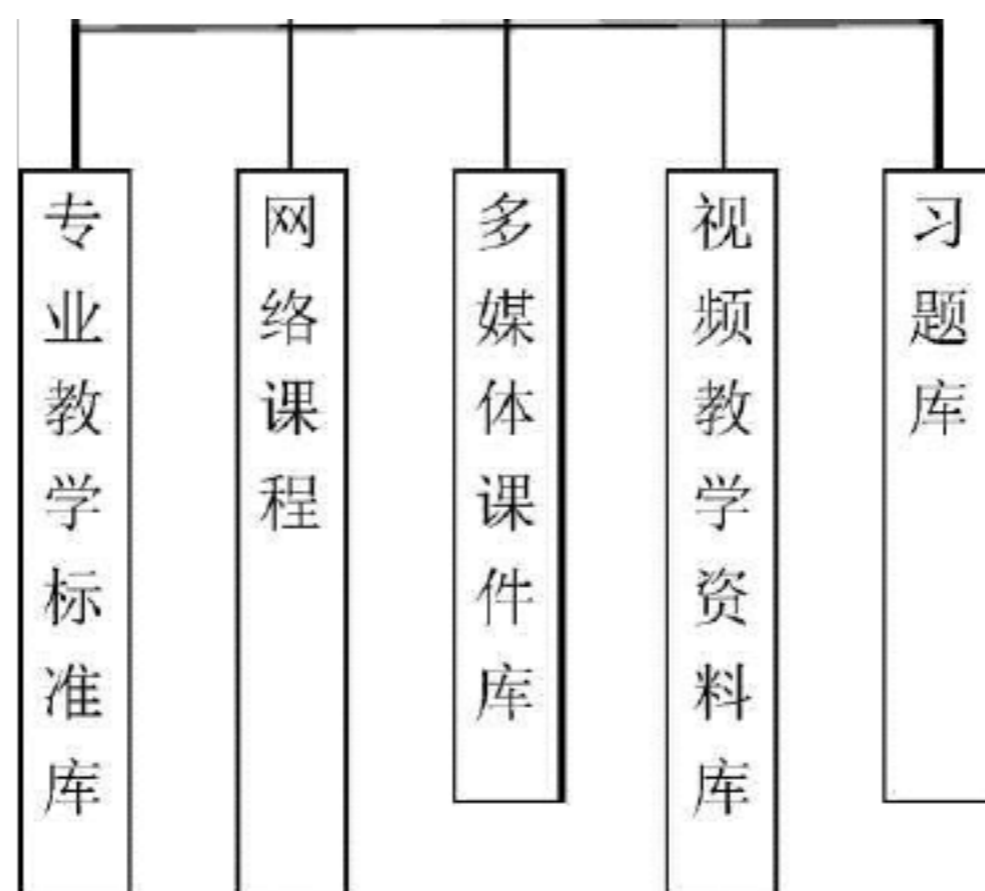 专业教学标准库
网络课程
多媒体课件库
视频教学资料库
习题库